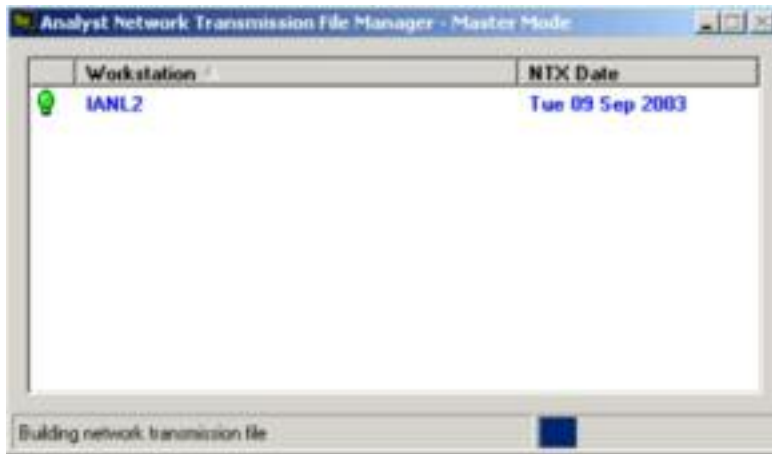 Analyst Network Transmission File Manager - Master Mode
Workstation NTX Date
IANL2 Tue 09 Sep 2003
Building network transmission file